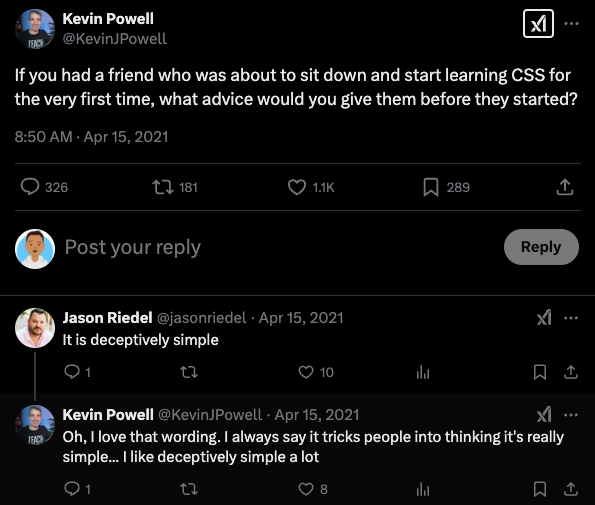 Kevin Powell
@KevinJPowell
If you had a friend who was about to sit down and start learning CSS for
the very first time, what advice would you give them before they started?
8:50 AM · Apr 15, 2021
326 181 1.1K 289
Post your reply Reply
Jason Riedel @jasonriedel · Apr 15, 2021
It is deceptively simple
1 10
Kevin Powell @KevinJPowell · Apr 15, 2021
Oh, I love that wording. I always say it tricks people into thinking it's really
simple... I like deceptively simple a lot
1 8